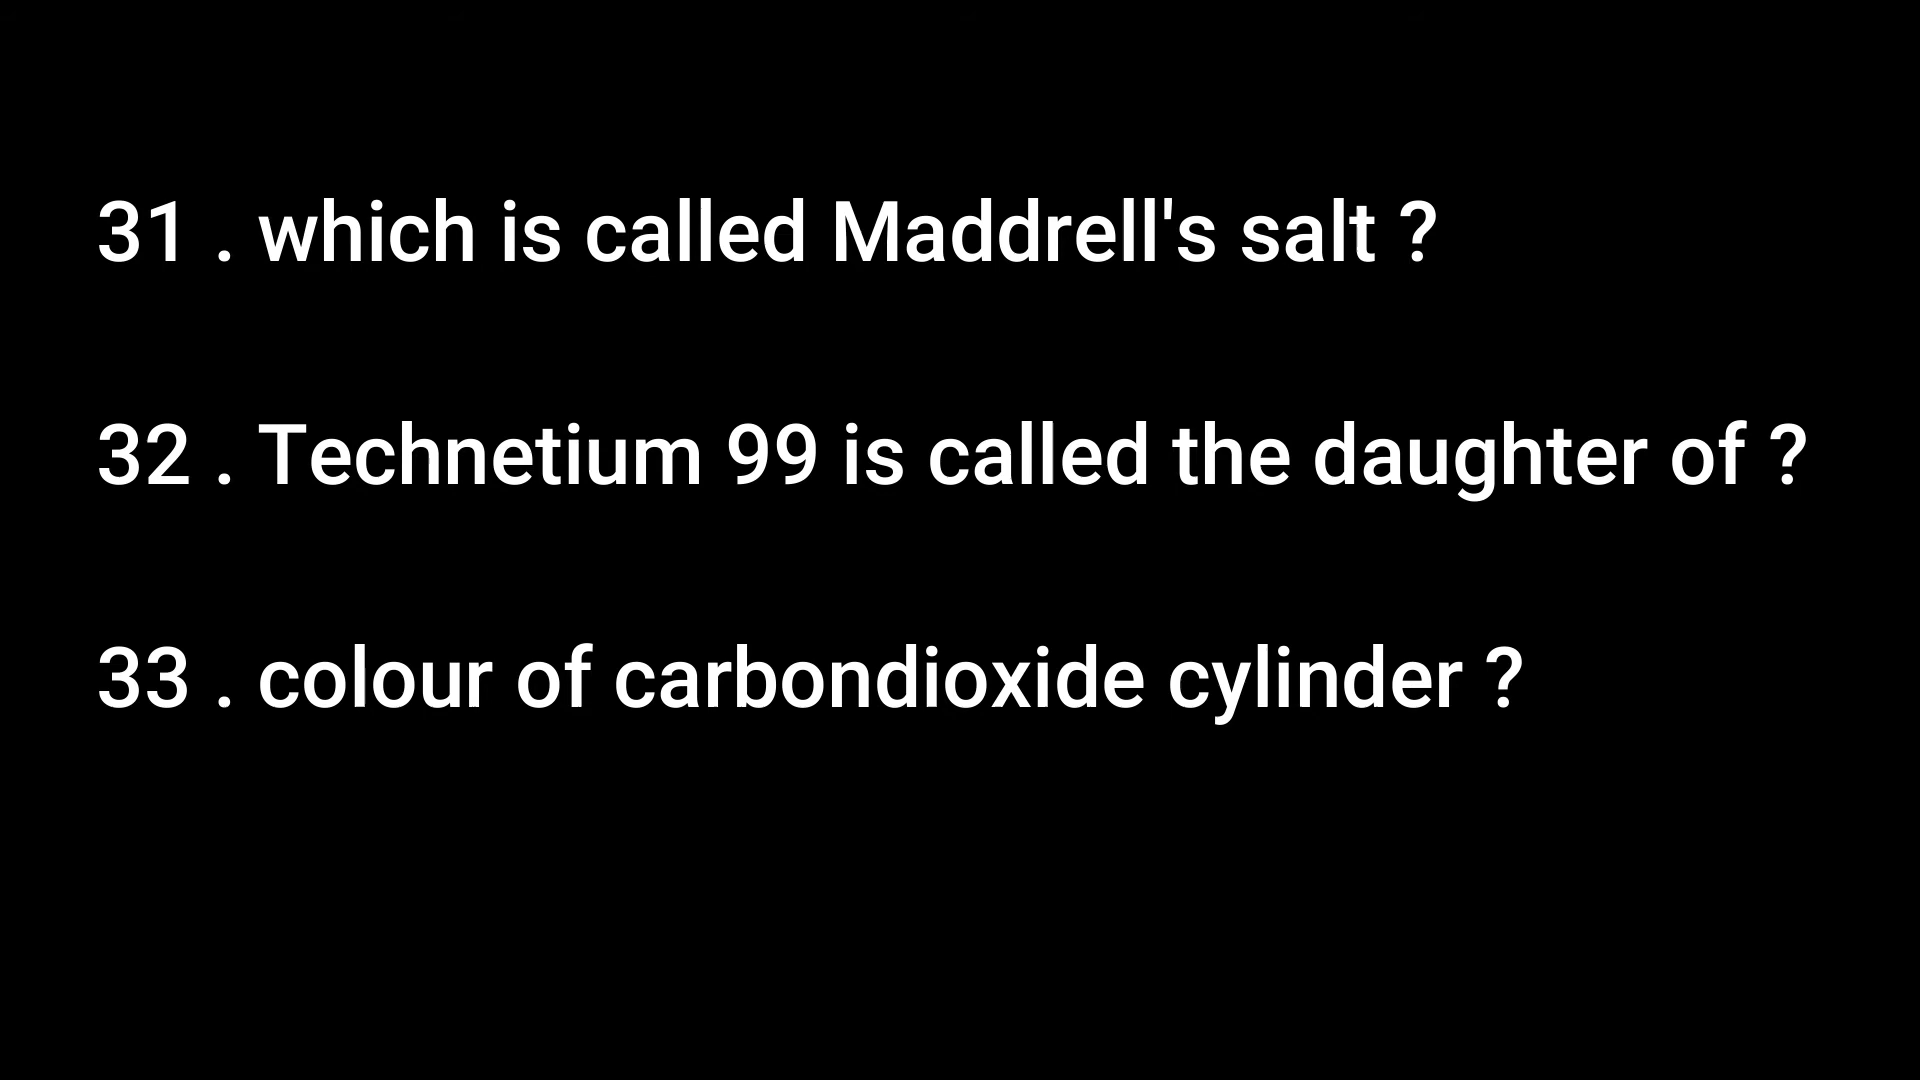 31 . which is called Maddrell's salt ?
32 . Technetium 99 is called the daughter of ?
33 . colour of carbondioxide cylinder ?